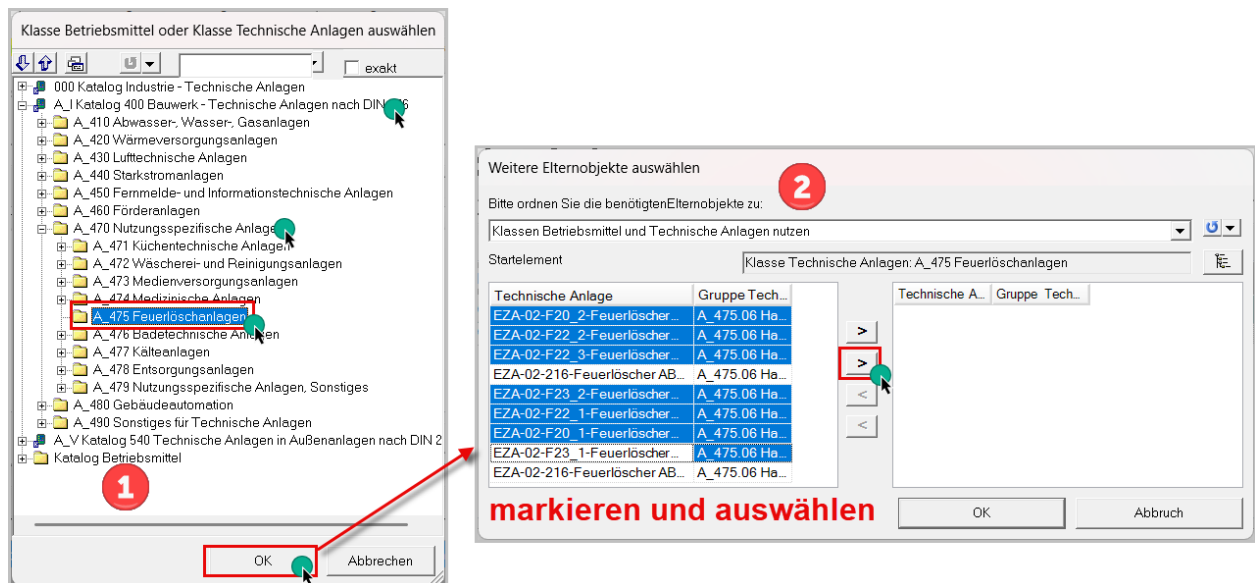 Klasse Betriebsmittel oder Klasse Technische Anlagen auswählen
exakt
000 Katalog Industrie - Technische Anlagen
A_I Katalog 400 Bauwerk - Technische Anlagen nach DIN 6
A_410 Abwasser-, Wasser-, Gasanlagen
A_420 Wärmeversorgungsanlagen
A_430 Lufttechnische Anlagen
A_440 Starkstromanlagen
A_450 Fernmelde- und Informationstechnische Anlagen
A_460 Förderanlagen
A_470 Nutzungsspezifische Anlage
A_471 Küchentechnische Anlagen
A_472 Wäscherei- und Reinigungsanlagen
A_473 Medienversorgungsanlagen
A_474 Medizinische Anlagen
A_475 Feuerlöschanlagen
A_476 Badetechnische Anlagen
A_477 Kälteanlagen
A_478 Entsorgungsanlagen
A_479 Nutzungsspezifische Anlagen, Sonstiges
A_480 Gebäudeautomation
A_490 Sonstiges für Technische Anlagen
A_V Katalog 540 Technische Anlagen in Außenanlagen nach DIN 2
Katalog Betriebsmittel
1
OK Abbrechen
Weitere Elternobjekte auswählen
2
Bitte ordnen Sie die benötigtenElternobjekte zu:
Klassen Betriebsmittel und Technische Anlagen nutzen
Startelement Klasse Technische Anlagen: A_475 Feuerlöschanlagen
Technische Anlage Gruppe Tech... Technische A... Gruppe Tech...
EZA-02-F20_2-Feuerlöscher... A_475.06 Ha...
EZA-02-F22_2-Feuerlöscher... A_475.06 Ha...
>
EZA-02-F22_3-Feuerlöscher... A_475.06 Ha...
EZA-02-216-Feuerlöscher AB... A_475.06 Ha...
>
EZA-02-F23_2-Feuerlöscher... A_475.06 Ha...
<
EZA-02-F22_1-Feuerlöscher... A_475.06 Ha...
EZA-02-F20_1-Feuerlöscher... A_475.06 Ha...
<
EZA-02-F23_1-Feuerlöscher... A_475.06 Ha...
EZA-02-216-Feuerlöscher AB... A_475.06 Ha...
markieren und auswählen
OK Abbruch